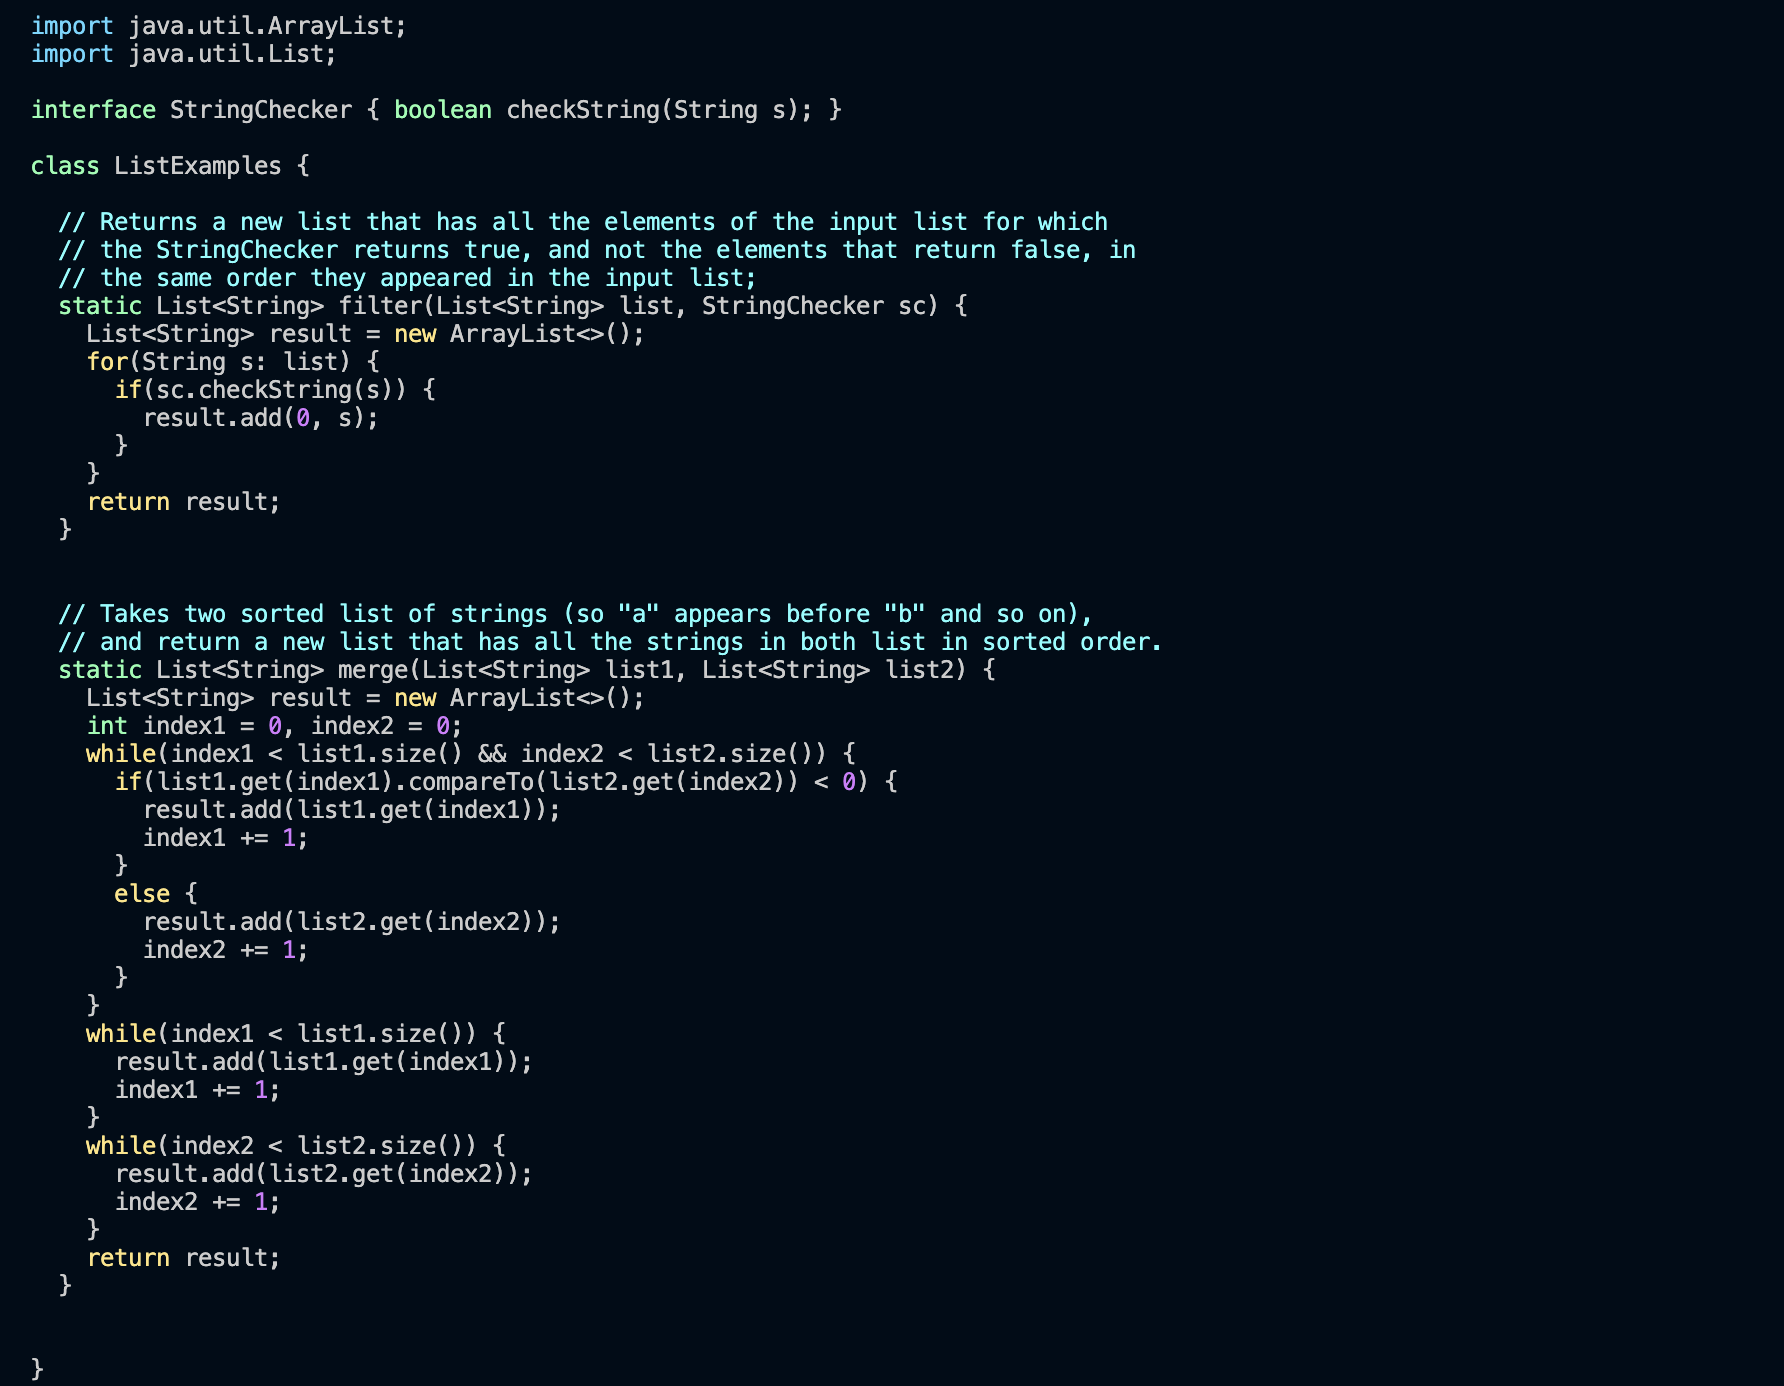 import java.util.ArrayList;
import java.util.List;

interface StringChecker { boolean checkString(String s); }

class ListExamples {

  // Returns a new list that has all the elements of the input list for which
  // the StringChecker returns true, and not the elements that return false, in
  // the same order they appeared in the input list;
  static List<String> filter(List<String> list, StringChecker sc) {
    List<String> result = new ArrayList<>();
    for(String s: list) {
      if(sc.checkString(s)) {
        result.add(0, s);
      }
    }
    return result;
  }


  // Takes two sorted list of strings (so "a" appears before "b" and so on),
  // and return a new list that has all the strings in both list in sorted order.
  static List<String> merge(List<String> list1, List<String> list2) {
    List<String> result = new ArrayList<>();
    int index1 = 0, index2 = 0;
    while(index1 < list1.size() && index2 < list2.size()) {
      if(list1.get(index1).compareTo(list2.get(index2)) < 0) {
        result.add(list1.get(index1));
        index1 += 1;
      }
      else {
        result.add(list2.get(index2));
        index2 += 1;
      }
    }
    while(index1 < list1.size()) {
      result.add(list1.get(index1));
      index1 += 1;
    }
    while(index2 < list2.size()) {
      result.add(list2.get(index2));
      index2 += 1;
    }
    return result;
  }


}